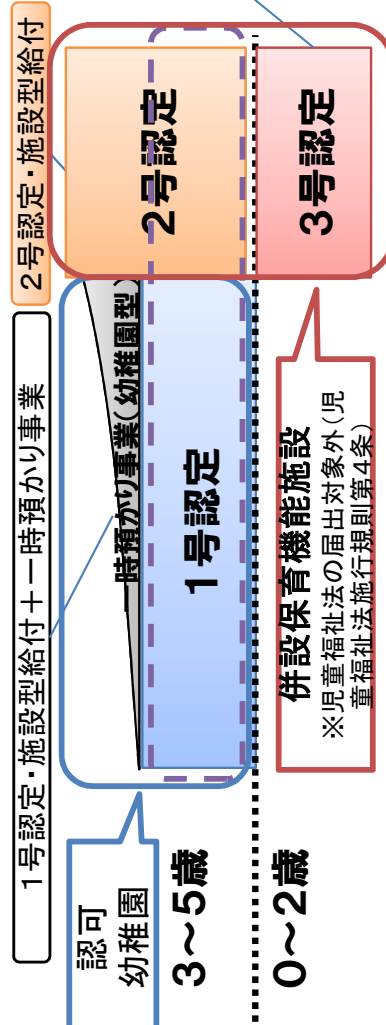 1号認定・施設型給付+一時預かり事業
2号認定・施設型給付
認可
幼稚園
3~5歳
0~2歳
一時預かり事業(幼稚園型)
1号認定
2号認定
3号認定
併設保育機能施設
※児童福祉法の届出対象外(児
童福祉法施行規則第4条)